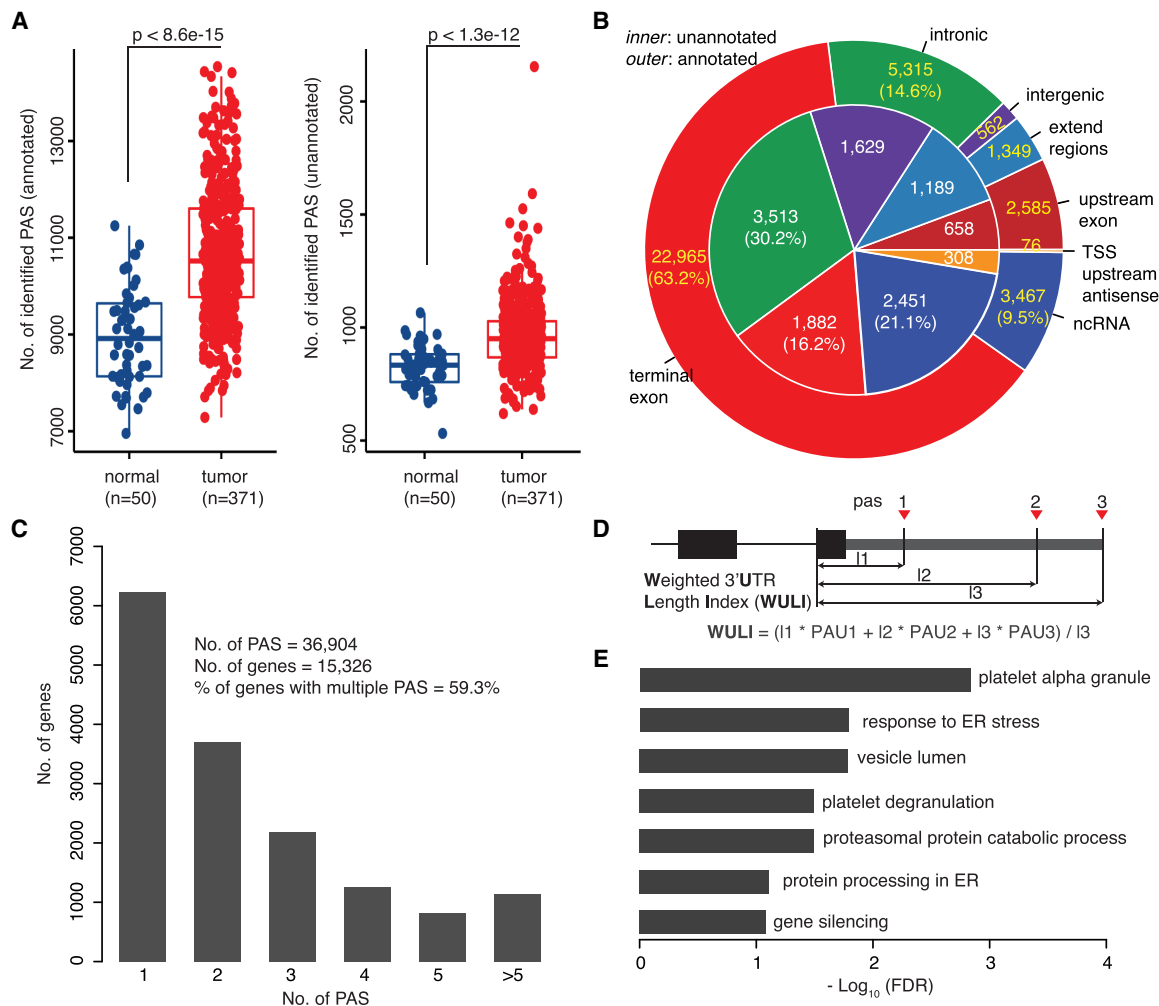 A
p < 8.6e-15
p < 1.3e-12
No. of identified PAS (annotated)
7000
9000
11000
13000
normal
(n=50)
tumor
(n=371)
No. of identified PAS (unannotated)
500
1000
1500
2000
normal
(n=50)
tumor
(n=371)
B
inner: unannotated
outer: annotated
intronic
5,315
(14.6%)
intergenic
562
extend
regions
1,349
upstream
exon
2,585
76
TSS
upstream
antisense
3,467
(9.5%)
ncRNA
22,965
(63.2%)
terminal
exon
1,629
1,189
658
308
2,451
(21.1%)
1,882
(16.2%)
3,513
(30.2%)
C
No. of genes
0
1000
2000
3000
4000
5000
6000
7000
No. of PAS = 36,904
No. of genes = 15,326
% of genes with multiple PAS = 59.3%
1
2
3
4
5
>5
No. of PAS
D
pas
1
2
3
l1
l2
l3
Weighted 3'UTR
Length Index (WULI)
WULI = (l1 * PAU1 + l2 * PAU2 + l3 * PAU3) / l3
E
platelet alpha granule
response to ER stress
vesicle lumen
platelet degranulation
proteasomal protein catabolic process
protein processing in ER
gene silencing
0
1
2
3
4
- Log10 (FDR)